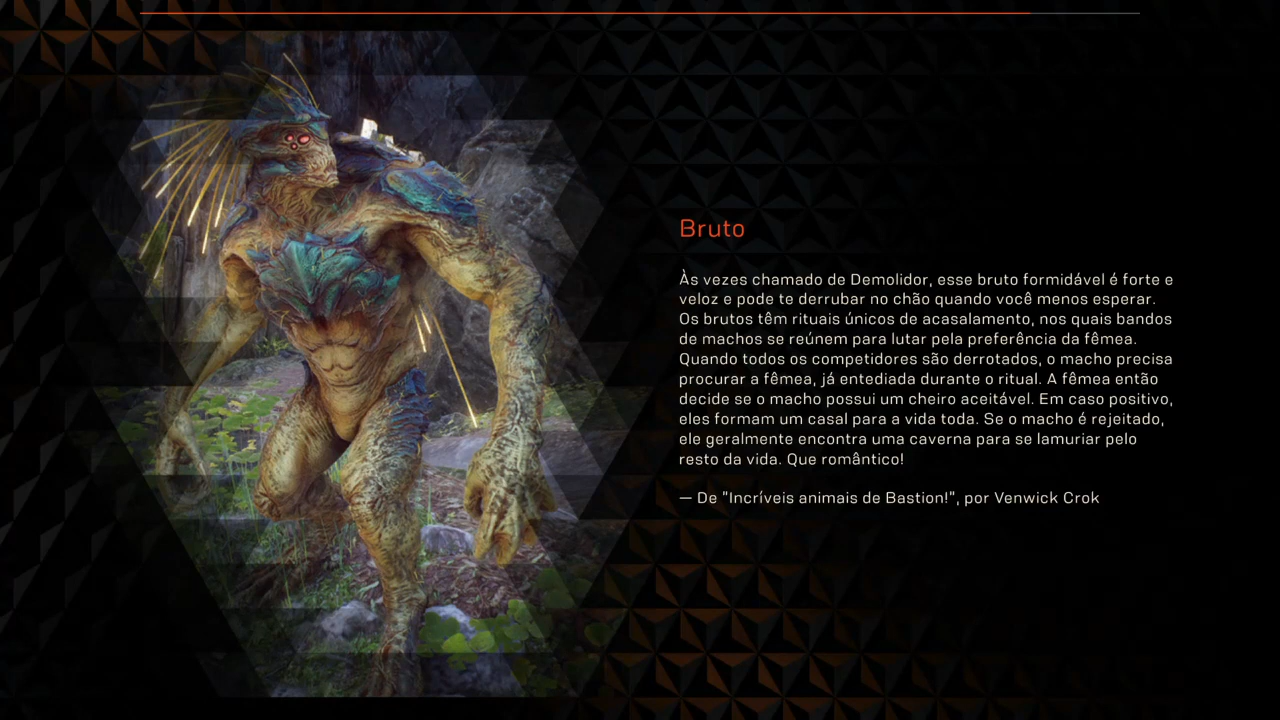 Bruto
Às vezes chamado de Demolidor, esse bruto formidável é forte e
veloz e pode te derrubar no chão quando você menos esperar.
Os brutos têm rituais únicos de acasalamento, nos quais bandos
de machos se reúnem para lutar pela preferência da fêmea.
Quando todos os competidores são derrotados, o macho precisa
procurar a fêmea, já entediada durante o ritual. A fêmea então
decide se o macho possui um cheiro aceitável. Em caso positivo,
eles formam um casal para a vida toda. Se o macho é rejeitado,
ele geralmente encontra uma caverna para se lamuriar pelo
resto da vida. Que romântico!
— De "Incríveis animais de Bastion!", por Venwick Crok